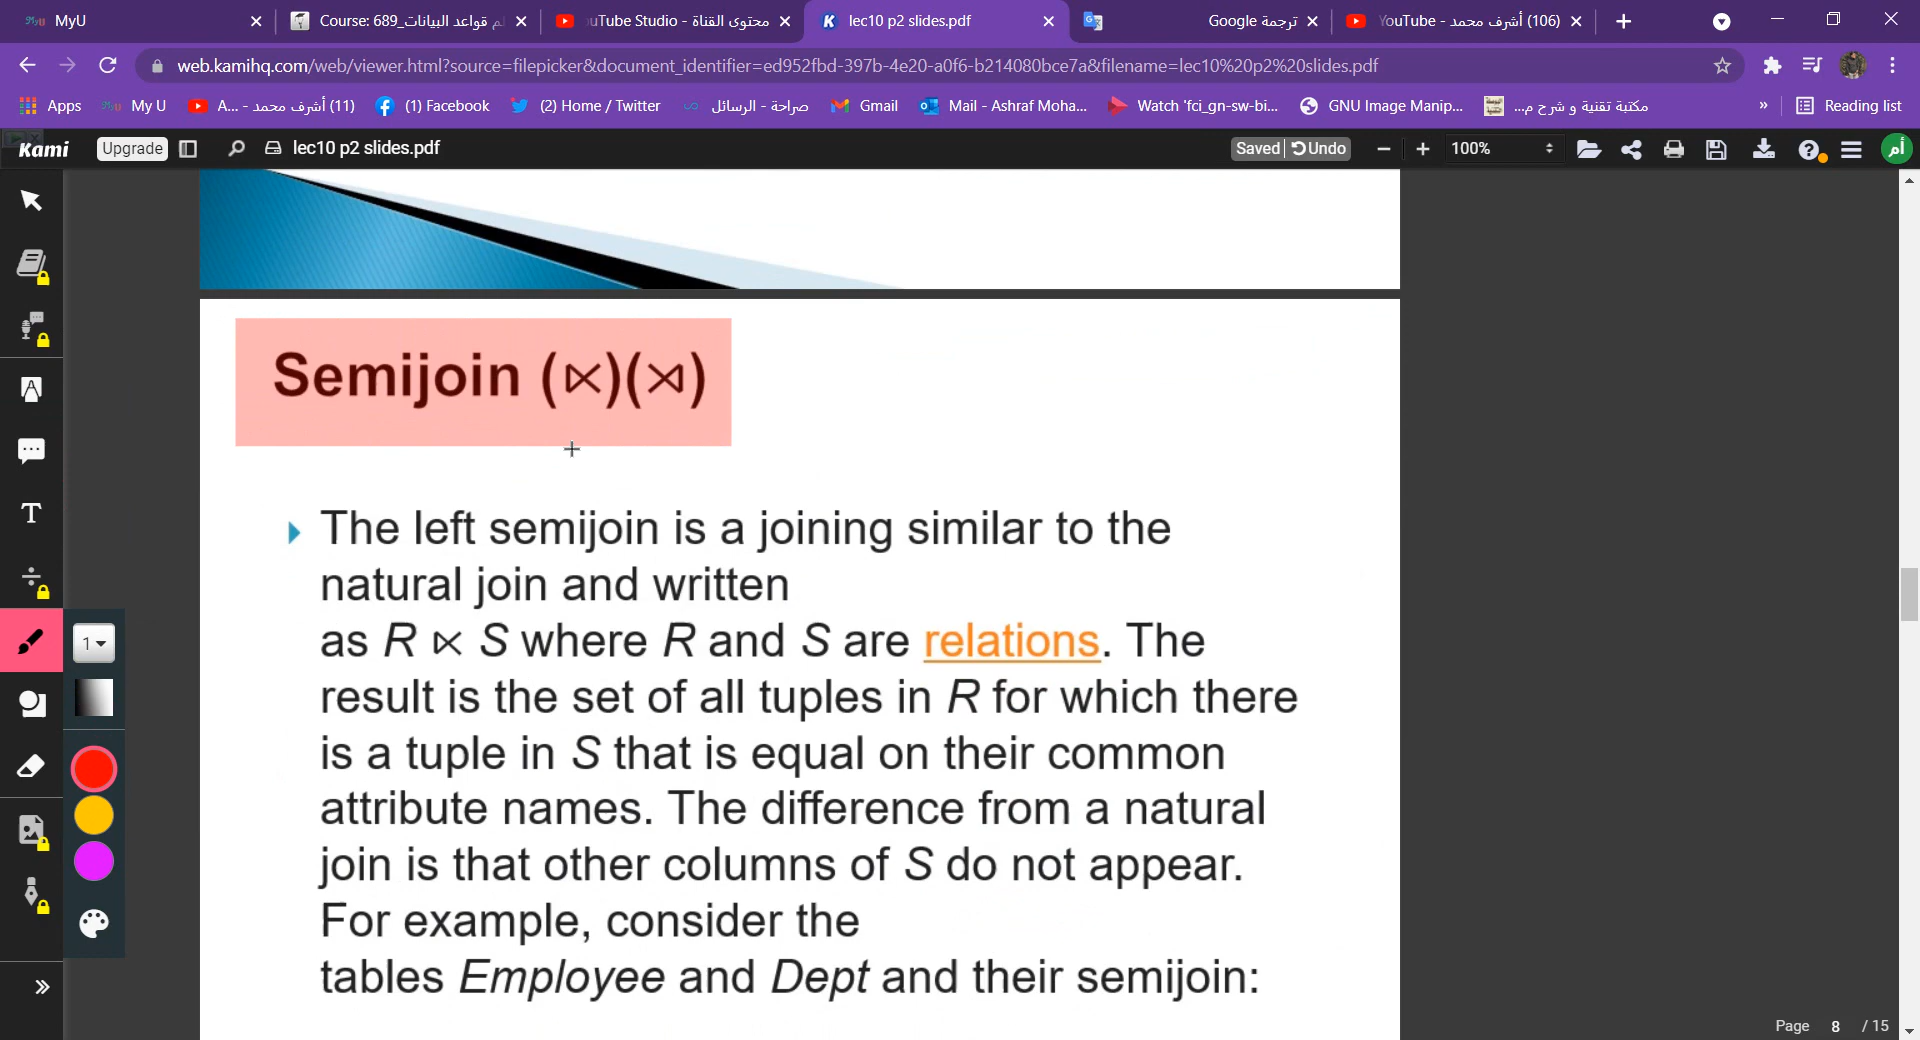 MyU
Course: 689_قواعد البيانات
uTube Studio - محتوى القناة
lec10 p2 slides.pdf
ترجمة Google
YouTube - أشرف محمد (106)
web.kamihq.com/web/viewer.html?source=filepicker&document_identifier=ed952fbd-397b-4e20-a0f6-b214080bce7a&filename=lec10%20p2%20slides.pdf
Apps
My U
A... - أشرف محمد (11)
(1) Facebook
(2) Home / Twitter
صراحة - الرسائل
Gmail
Mail - Ashraf Moha...
Watch 'fci_gn-sw-bi...
GNU Image Manip...
مكتبة تقنية و شرح م...
»
Reading list
Kami
Upgrade
lec10 p2 slides.pdf
Saved
Undo
100%
أم
Semijoin (⋉)(⋊)
The left semijoin is a joining similar to the
natural join and written
as R ⋉ S where R and S are relations. The
result is the set of all tuples in R for which there
is a tuple in S that is equal on their common
attribute names. The difference from a natural
join is that other columns of S do not appear.
For example, consider the
tables Employee and Dept and their semijoin:
T
1
Page 8 / 15